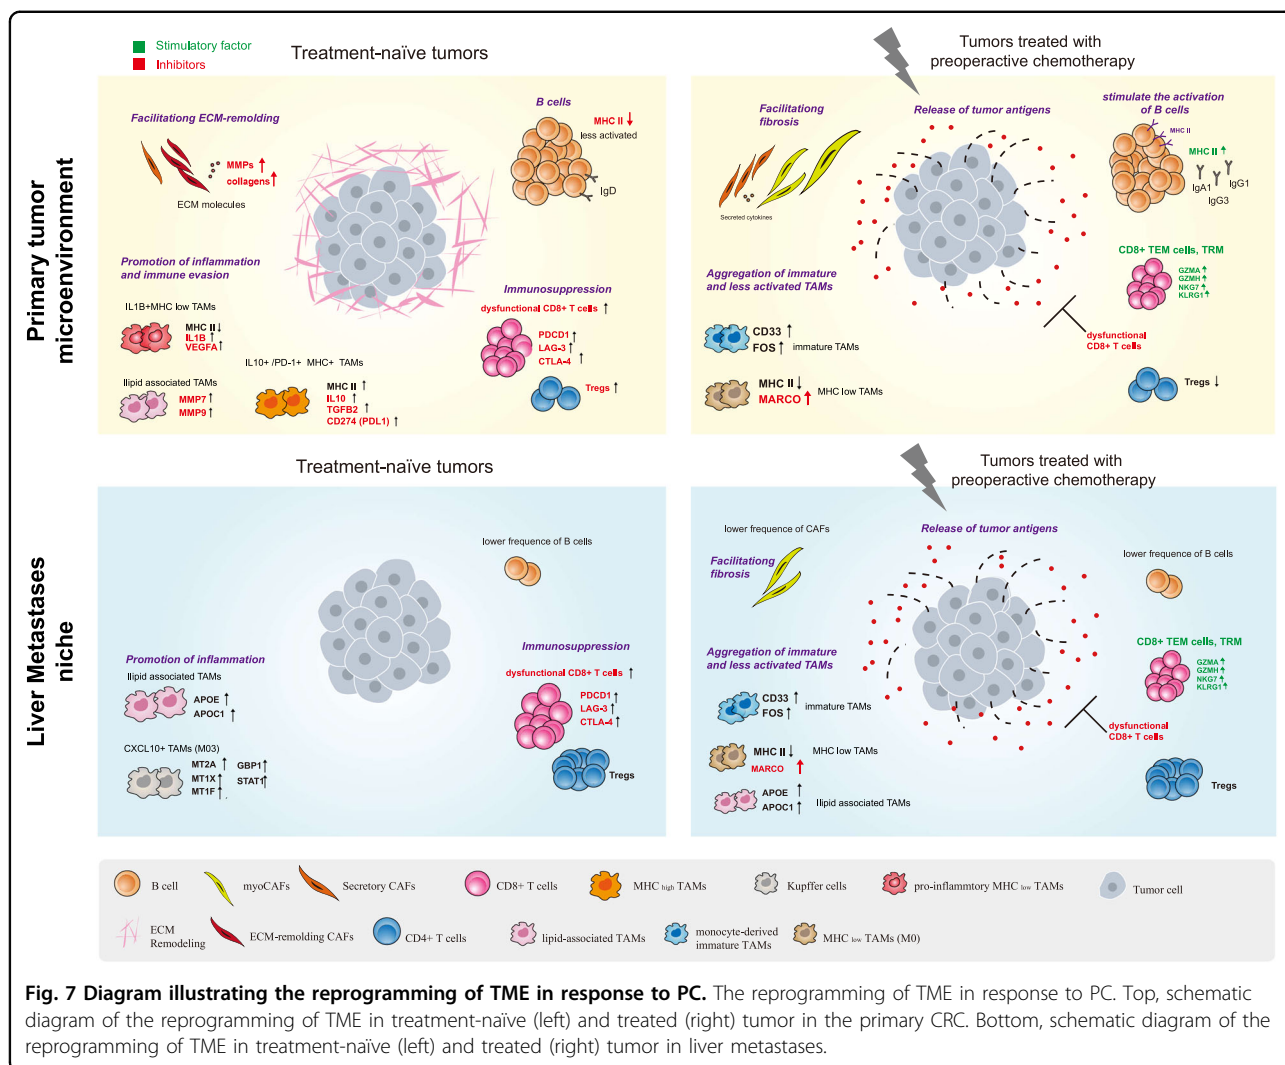 Stimulatory factor
Inhibitors
Treatment-naïve tumors
Tumors treated with
preoperactive chemotherapy
Primary tumor
microenvironment
Facilitationg ECM-remolding
MMPs ↑
collagens ↑
ECM molecules
B cells
MHC II ↓
less activated
IgD
Promotion of inflammation
and immune evasion
IL1B+MHC low TAMs
MHC II ↓
IL1B ↑
VEGFA ↑
Ilipid associated TAMs
MMP7 ↑
MMP9 ↑
IL10+ /PD-1+ MHC+ TAMs
MHC II ↑
IL10 ↑
TGFB2 ↑
CD274 (PDL1) ↑
Immunosuppression
dysfunctional CD8+ T cells ↑
PDCD1 ↑
LAG-3 ↑
CTLA-4 ↑
Tregs ↑
Facilitationg
fibrosis
Secreted cytokines
Release of tumor antigens
stimulate the activation
of B cells
MHC II
MHC II ↑
IgA1
IgG3
IgG1
Aggregation of immature
and less activated TAMs
CD33 ↑
FOS ↑ immature TAMs
MHC II ↓
MHC low TAMs
MARCO ↑
CD8+ TEM cells, TRM
GZMA ↑
GZMH ↑
NKG7 ↑
KLRG1 ↑
dysfunctional
CD8+ T cells
Tregs ↓
Liver Metastases
niche
Treatment-naïve tumors
Tumors treated with
preoperactive chemotherapy
lower frequence of B cells
Promotion of inflammation
Ilipid associated TAMs
APOE ↑
APOC1 ↑
CXCL10+ TAMs (M03)
MT2A ↑ GBP1 ↑
MT1X ↑ STAT1 ↑
MT1F ↑ .
Immunosuppression
dysfunctional CD8+ T cells ↑
PDCD1 ↑
LAG-3 ↑
CTLA-4 ↑
Tregs
lower frequence of CAFs
Facilitationg
fibrosis
Release of tumor antigens
lower frequence of B cells
Aggregation of immature
and less activated TAMs
CD33 ↑
FOS ↑ immature TAMs
MHC II ↓ MHC low TAMs
MARCO ↑
APOE ↑
APOC1 ↑ Ilipid associated TAMs
CD8+ TEM cells, TRM
GZMA ↑
GZMH ↑
NKG7 ↑
KLRG1 ↑
dysfunctional
CD8+ T cells
Tregs
B cell
myoCAFs
Secretory CAFs
CD8+ T cells
MHC high TAMs
Kupffer cells
pro-inflammtory MHC low TAMs
Tumor cell
ECM
Remodeling
ECM-remolding CAFs
CD4+ T cells
lipid-associated TAMs
monocyte-derived
immature TAMs
MHC low TAMs (M0)
Fig. 7 Diagram illustrating the reprogramming of TME in response to PC. The reprogramming of TME in response to PC. Top, schematic
diagram of the reprogramming of TME in treatment-naïve (left) and treated (right) tumor in the primary CRC. Bottom, schematic diagram of the
reprogramming of TME in treatment-naïve (left) and treated (right) tumor in liver metastases.